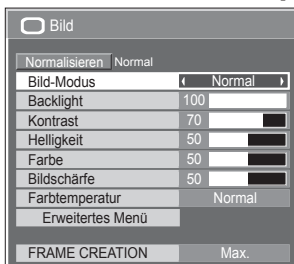 Bild
Normalisieren Normal
Bild-Modus Normal
Backlight 100
Kontrast 70
Helligkeit 50
Farbe 50
Bildschärfe 50
Farbtemperatur Normal
Erweitertes Menü
FRAME CREATION Max.